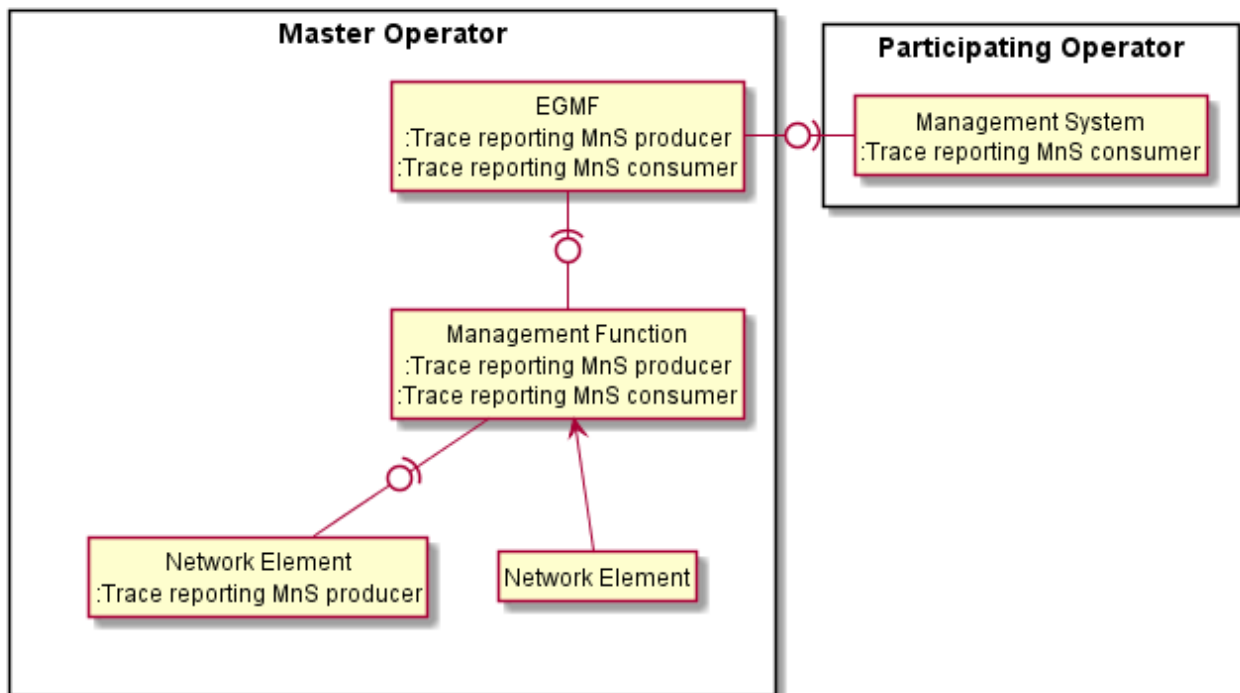 Master Operator
EGMF
:Trace reporting MnS producer
:Trace reporting MnS consumer
Participating Operator
Management System
:Trace reporting MnS consumer
Management Function
:Trace reporting MnS producer
:Trace reporting MnS consumer
Network Element
:Trace reporting MnS producer
Network Element